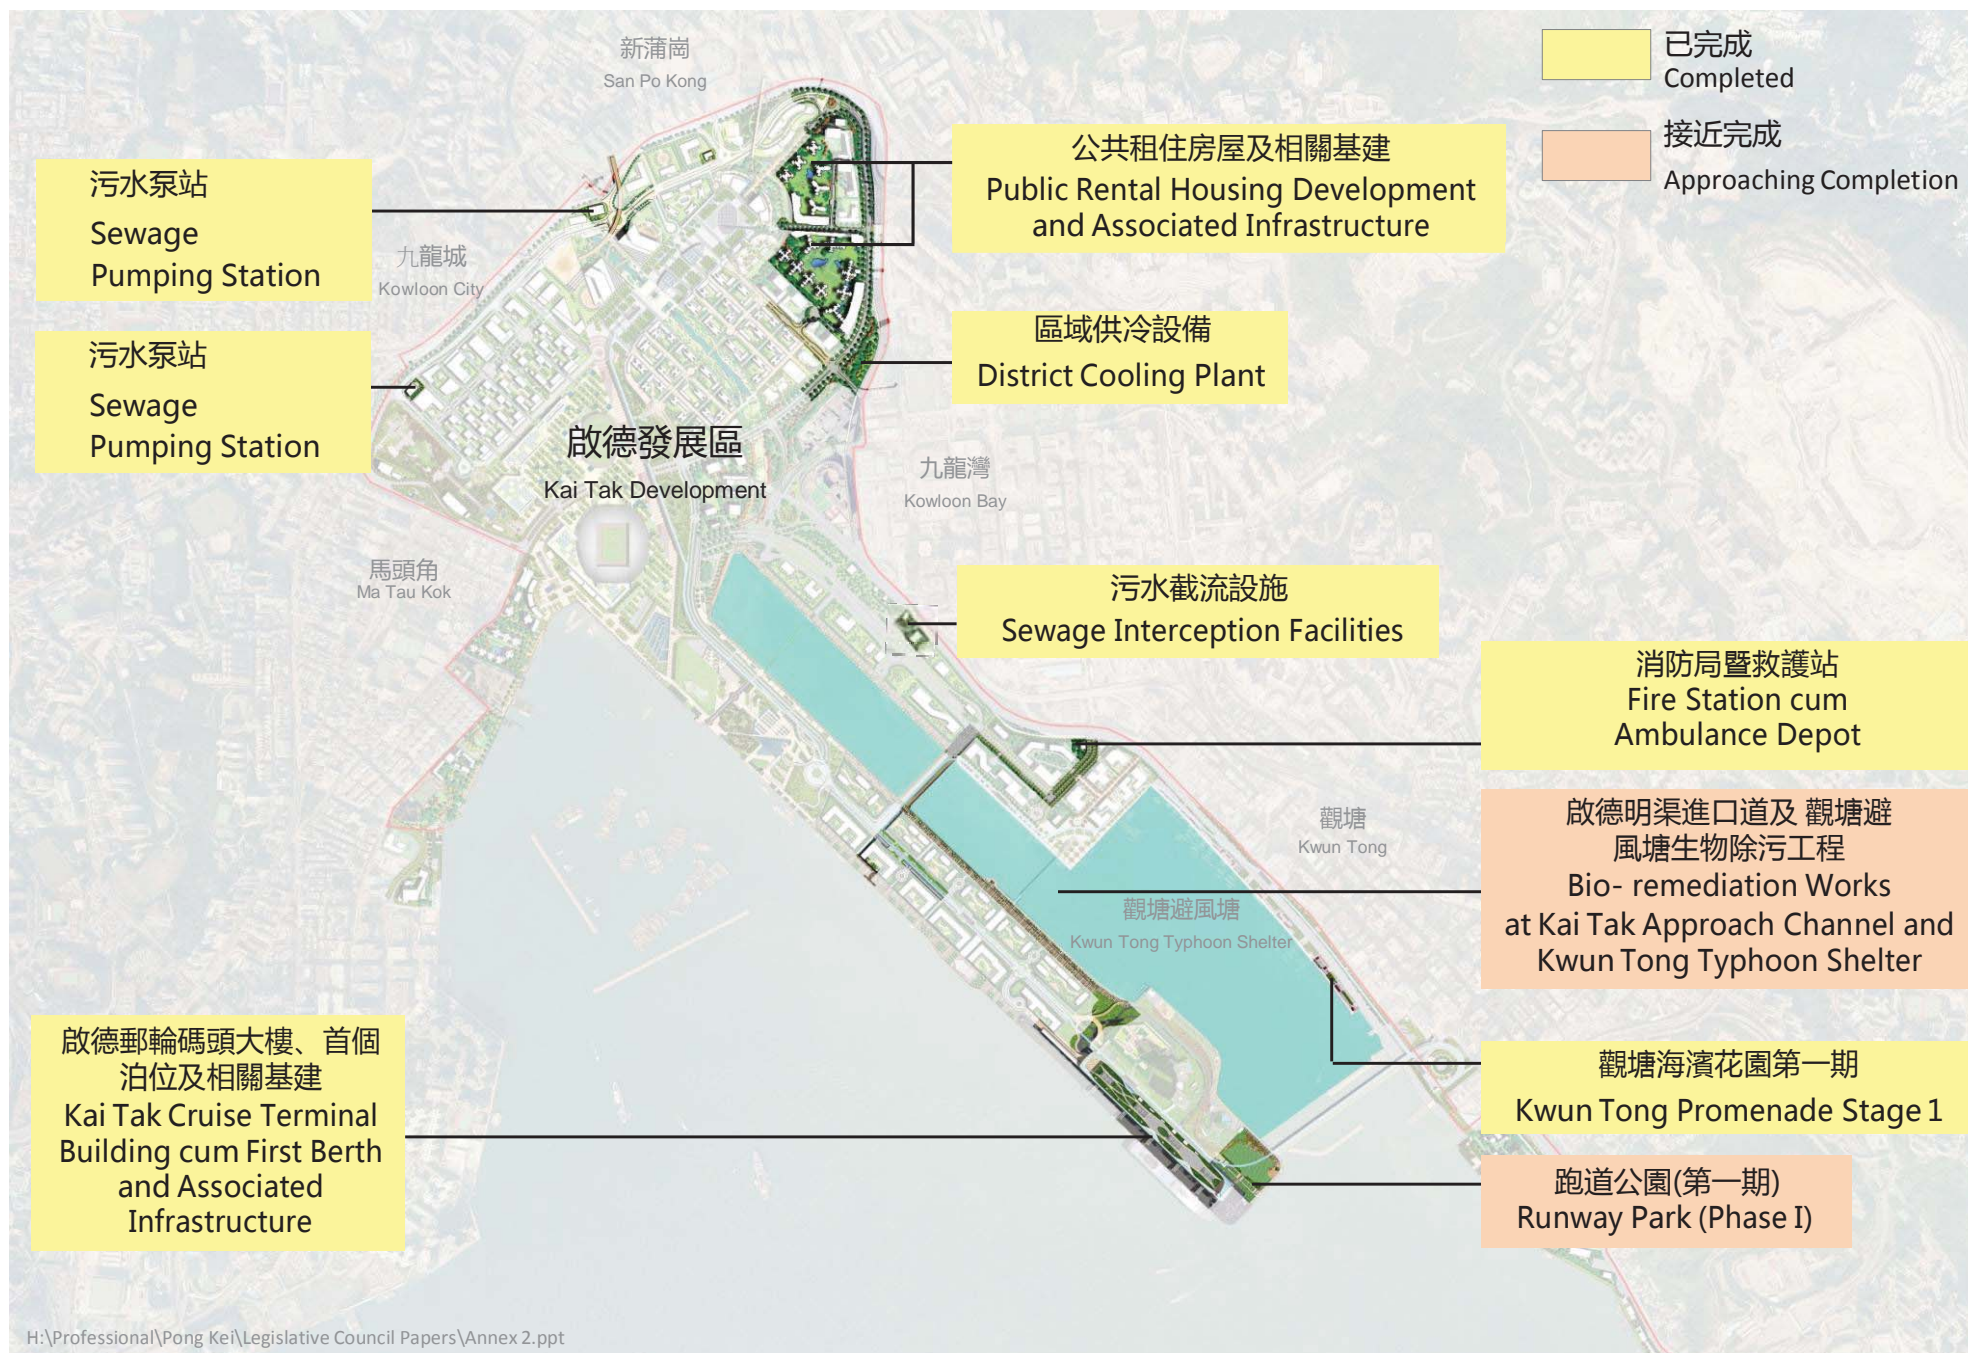 新蒲崗
San Po Kong
已完成
Completed
接近完成
Approaching Completion
公共租住房屋及相關基建
Public Rental Housing Development
and Associated Infrastructure
污水泵站
Sewage
Pumping Station
九龍城
Kowloon City
區域供冷設備
District Cooling Plant
污水泵站
Sewage
Pumping Station
啟德發展區
Kai Tak Development
九龍灣
Kowloon Bay
馬頭角
Ma Tau Kok
污水截流設施
Sewage Interception Facilities
消防局暨救護站
Fire Station cum
Ambulance Depot
觀塘
Kwun Tong
啟德明渠進口道及 觀塘避
風塘生物除污工程
Bio- remediation Works
at Kai Tak Approach Channel and
Kwun Tong Typhoon Shelter
觀塘避風塘
Kwun Tong Typhoon Shelter
觀塘海濱花園第一期
Kwun Tong Promenade Stage 1
啟德郵輪碼頭大樓、首個
泊位及相關基建
Kai Tak Cruise Terminal
Building cum First Berth
and Associated
Infrastructure
跑道公園(第一期)
Runway Park (Phase I)
H:\Professional\Pong Kei\Legislative Council Papers\Annex 2.ppt